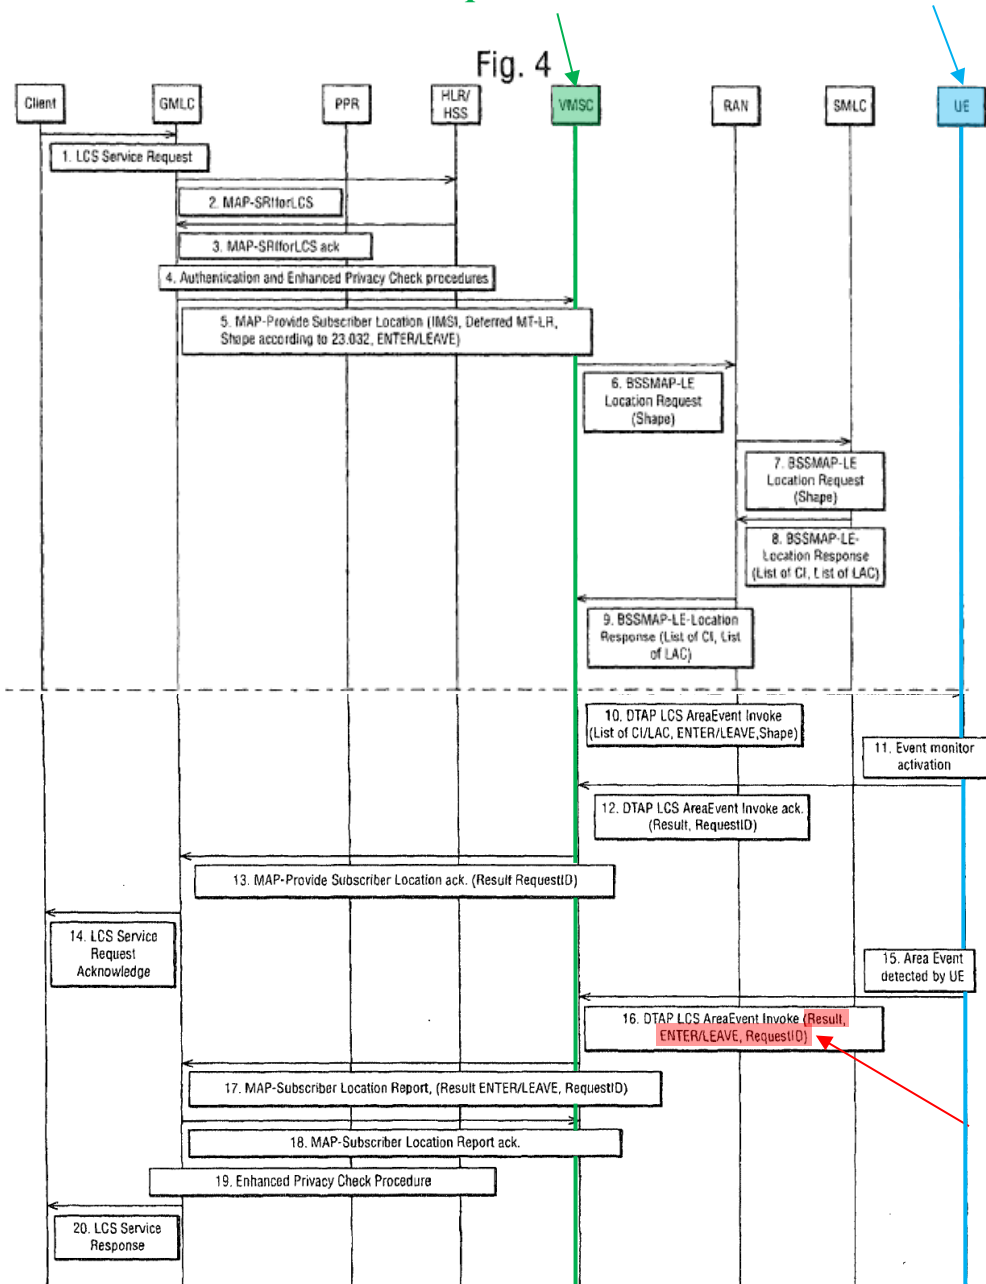 Fig. 4
Client
GMLC
PPR
HLR/
HSS
VMSC
RAN
SMLC
UE
1. LCS Service Request
2. MAP-SRIforLCS
3. MAP-SRIforLCS ack
4. Authentication and Enhanced Privacy Check procedures
5. MAP-Provide Subscriber Location (IMSI, Deferred MT-LR,
Shape according to 23.032, ENTER/LEAVE)
6. BSSMAP-LE
Location Request
(Shape)
7. BSSMAP-LE
Location Request
(Shape)
8. BSSMAP-LE-
Location Response
(List of CI, List of LAC)
9. BSSMAP-LE-Location
Response (List of CI, List
of LAC)
10. DTAP LCS AreaEvent Invoke
(List of CI/LAC, ENTER/LEAVE,Shape)
11. Event monitor
activation
12. DTAP LCS AreaEvent Invoke ack.
(Result, RequestID)
13. MAP-Provide Subscriber Location ack. (Result RequestID)
14. LCS Service
Request
Acknowledge
15. Area Event
detected by UE
16. DTAP LCS AreaEvent Invoke (Result,
ENTER/LEAVE, RequestID)
17. MAP-Subscriber Location Report, (Result ENTER/LEAVE, RequestID)
18. MAP-Subscriber Location Report ack.
19. Enhanced Privacy Check Procedure
20. LCS Service
Response